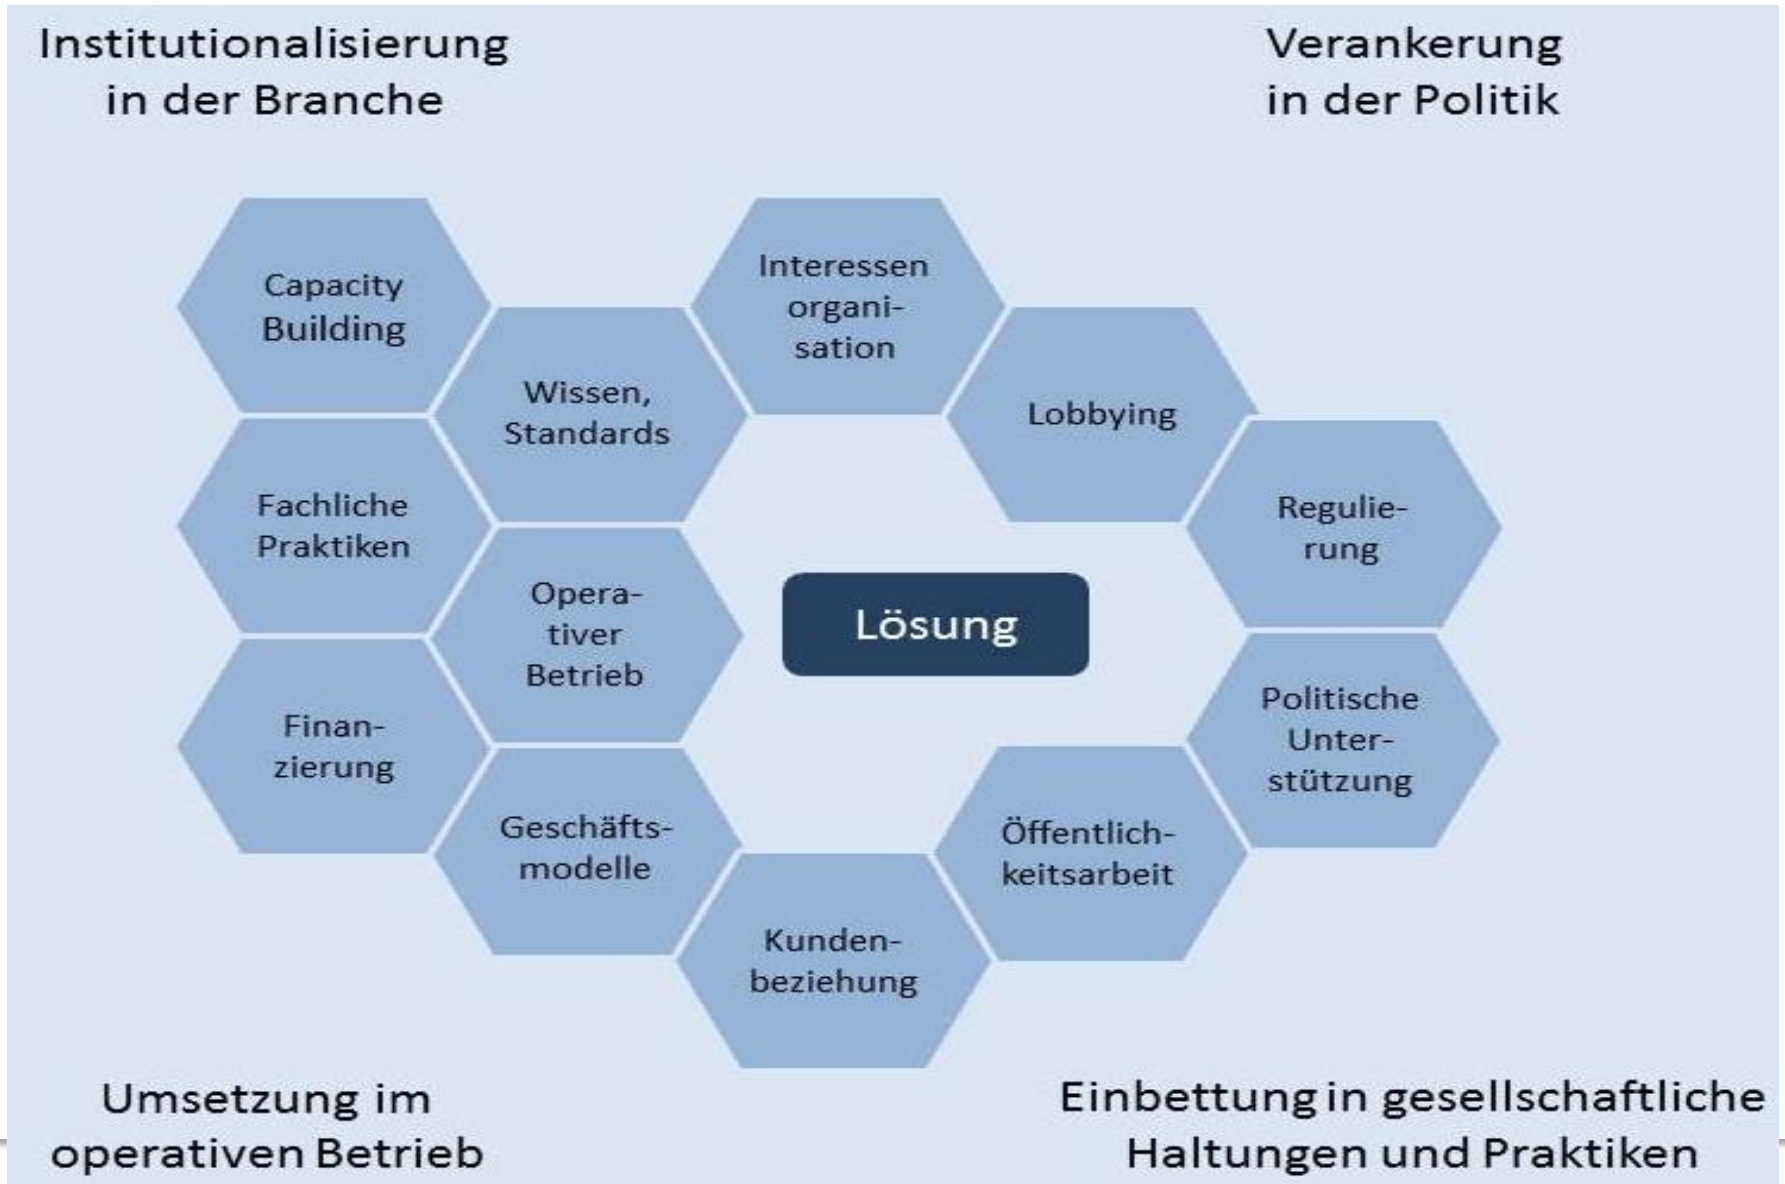 Institutionalisierung
in der Branche
Verankerung
in der Politik
Capacity
Building
Interessen
organi-
sation
Wissen,
Standards
Lobbying
Fachliche
Praktiken
Regulie-
rung
Opera-
tiver
Betrieb
Lösung
Finan-
zierung
Politische
Unter-
stützung
Geschäfts-
modelle
Öffentlich-
keitsarbeit
Kunden-
beziehung
Umsetzung im
operativen Betrieb
Einbettung in gesellschaftliche
Haltungen und Praktiken